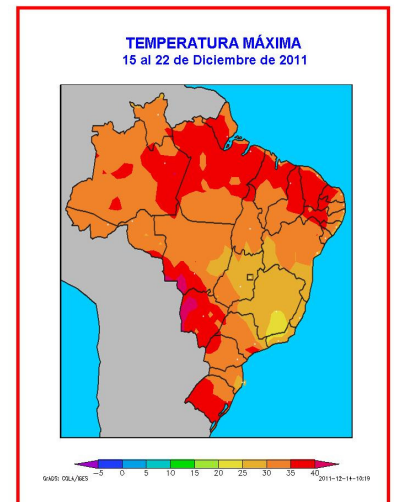 TEMPERATURA MÁXIMA
15 al 22 de Diciembre de 2011
-5 0 5 10 15 20 25 30 35 40
GrADS: COLA/IGES 2011-12-14-10:19